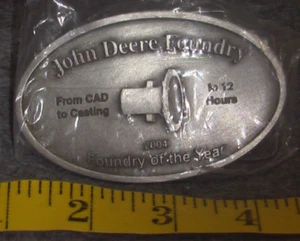 John Deere Foundry
From CAD
to Casting
In 12
Hours
2004
Foundry of the Year
1 2 3 4